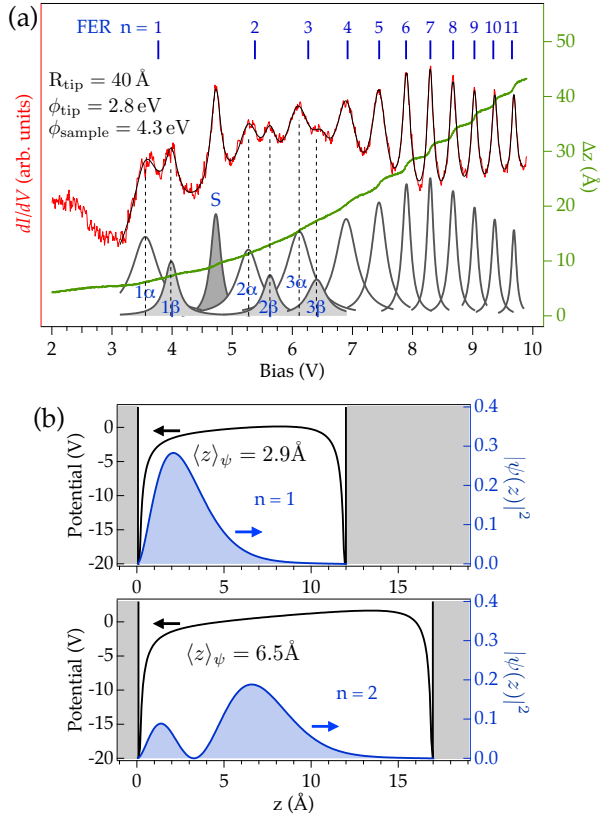 (a)
FER n = 1 2 3 4 5 6 7 8 9 10 11
R_tip = 40 Å
ϕ_tip = 2.8 eV
ϕ_sample = 4.3 eV
dI/dV (arb. units)
S
1α 1β 2α 2β 3α 3β
50
40
30
20
10
0
Δz (Å)
2 3 4 5 6 7 8 9 10
Bias (V)
(b)
0
-5
-10
-15
-20
Potential (V)
⟨z⟩_ψ = 2.9Å
n = 1
0.4
0.3
0.2
0.1
0.0
|ψ(z)|²
0 5 10 15
0
-5
-10
-15
-20
Potential (V)
⟨z⟩_ψ = 6.5Å
n = 2
0.4
0.3
0.2
0.1
0.0
|ψ(z)|²
0 5 10 15
z (Å)